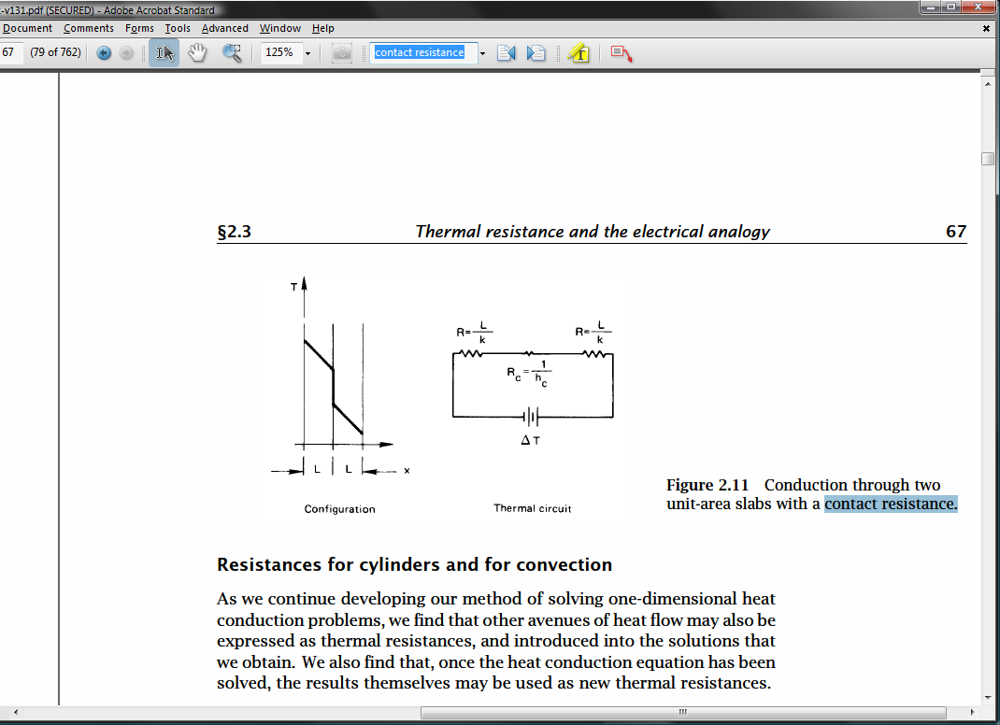 -v131.pdf (SECURED) - Adobe Acrobat Standard
Document Comments Forms Tools Advanced Window Help
67 (79 of 762) 125% contact resistance
§2.3 Thermal resistance and the electrical analogy 67
T
R= L/k R= L/k
R_c = 1/h_c
Δ T
L L x
Configuration Thermal circuit
Figure 2.11 Conduction through two
unit-area slabs with a contact resistance.
Resistances for cylinders and for convection
As we continue developing our method of solving one-dimensional heat
conduction problems, we find that other avenues of heat flow may also be
expressed as thermal resistances, and introduced into the solutions that
we obtain. We also find that, once the heat conduction equation has been
solved, the results themselves may be used as new thermal resistances.